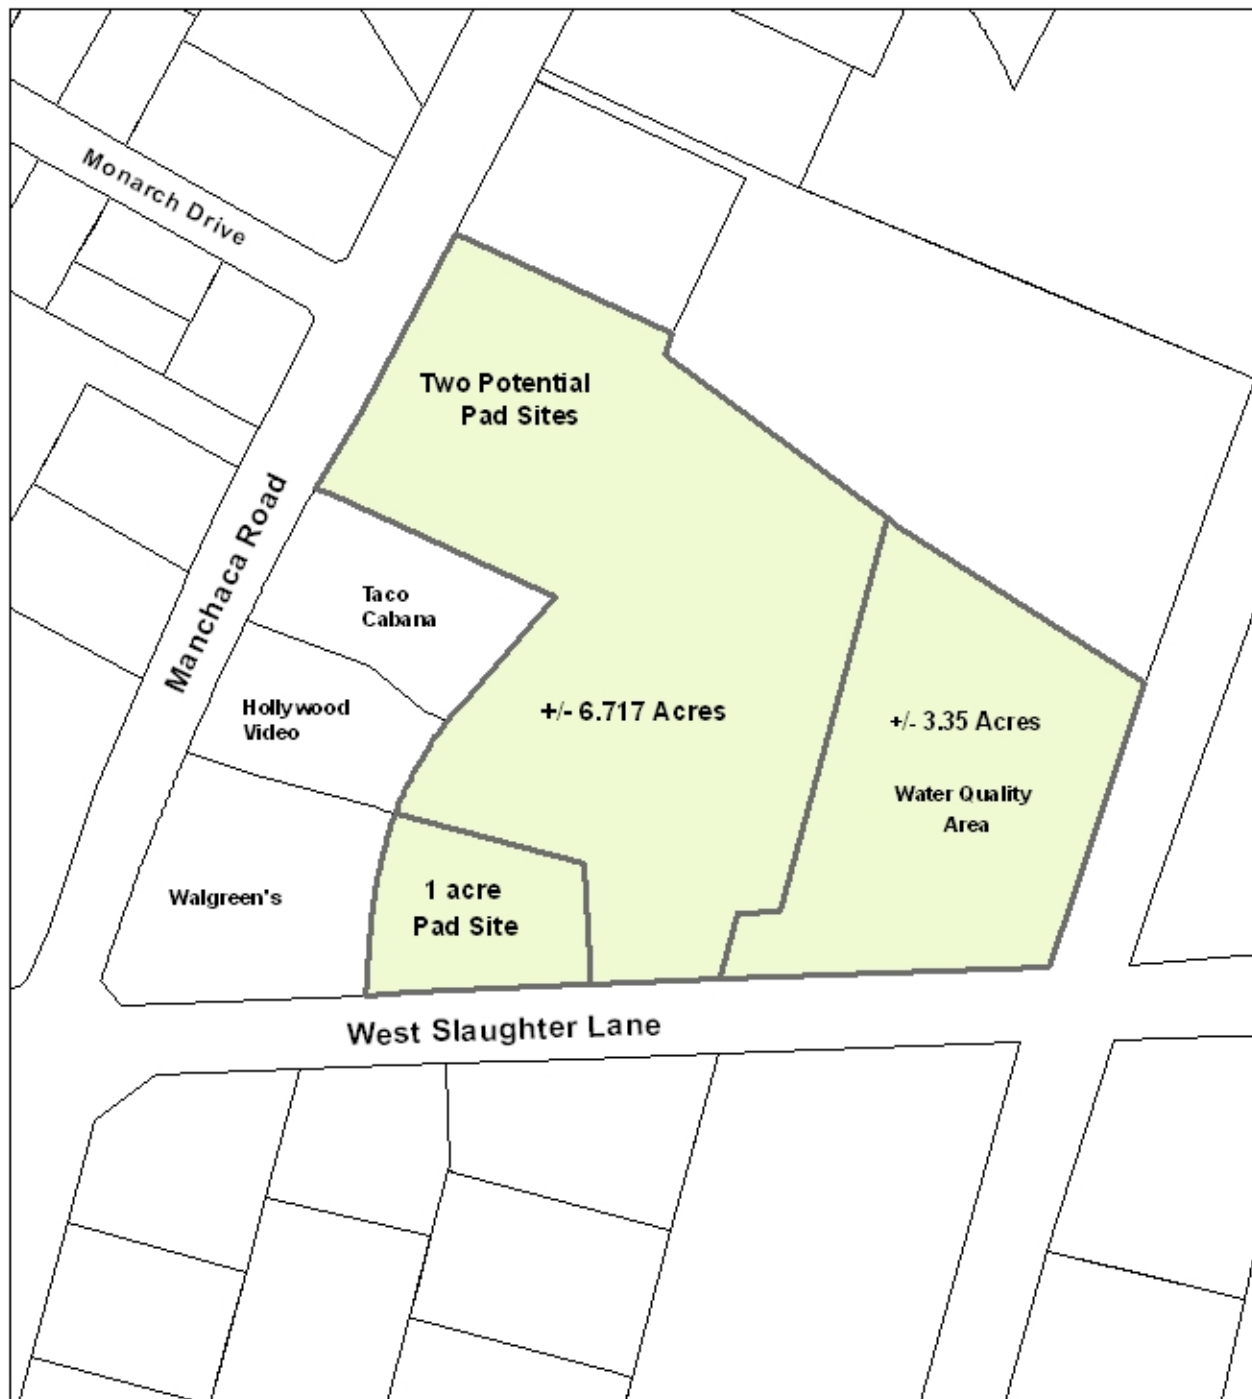 Monarch Drive
Two Potential
Pad Sites
Manchaca Road
Taco
Cabana
Hollywood
Video
+/- 6.717 Acres
+/- 3.35 Acres
Water Quality
Area
Walgreen's
1 acre
Pad Site
West Slaughter Lane